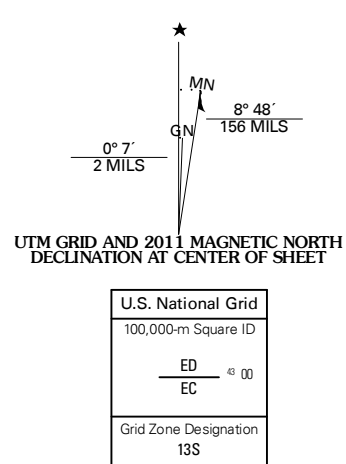 ★
MN
GN
8° 48´
156 MILS
0° 7´
2 MILS
UTM GRID AND 2011 MAGNETIC NORTH
DECLINATION AT CENTER OF SHEET
U.S. National Grid
100,000-m Square ID
ED
43 00
EC
Grid Zone Designation
13S